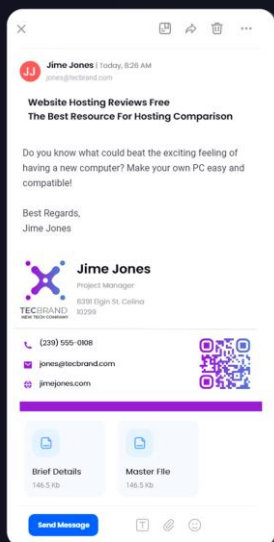 JJ
Jime Jones | Today, 8:26 AM
jones@tecbrand.com
Website Hosting Reviews Free
The Best Resource For Hosting Comparison
Do you know what could beat the exciting feeling of
having a new computer? Make your own PC easy and
compatible!
Best Regards,
Jime Jones
Jime Jones
Project Manager
6391 Elgin St. Celina
10299
TECBRAND
NEW TECH COMPANY
(239) 555-0108
jones@tecbrand.com
jimejones.com
Brief Details
146.5 Kb
Master File
146.5 Kb
Send Message
T